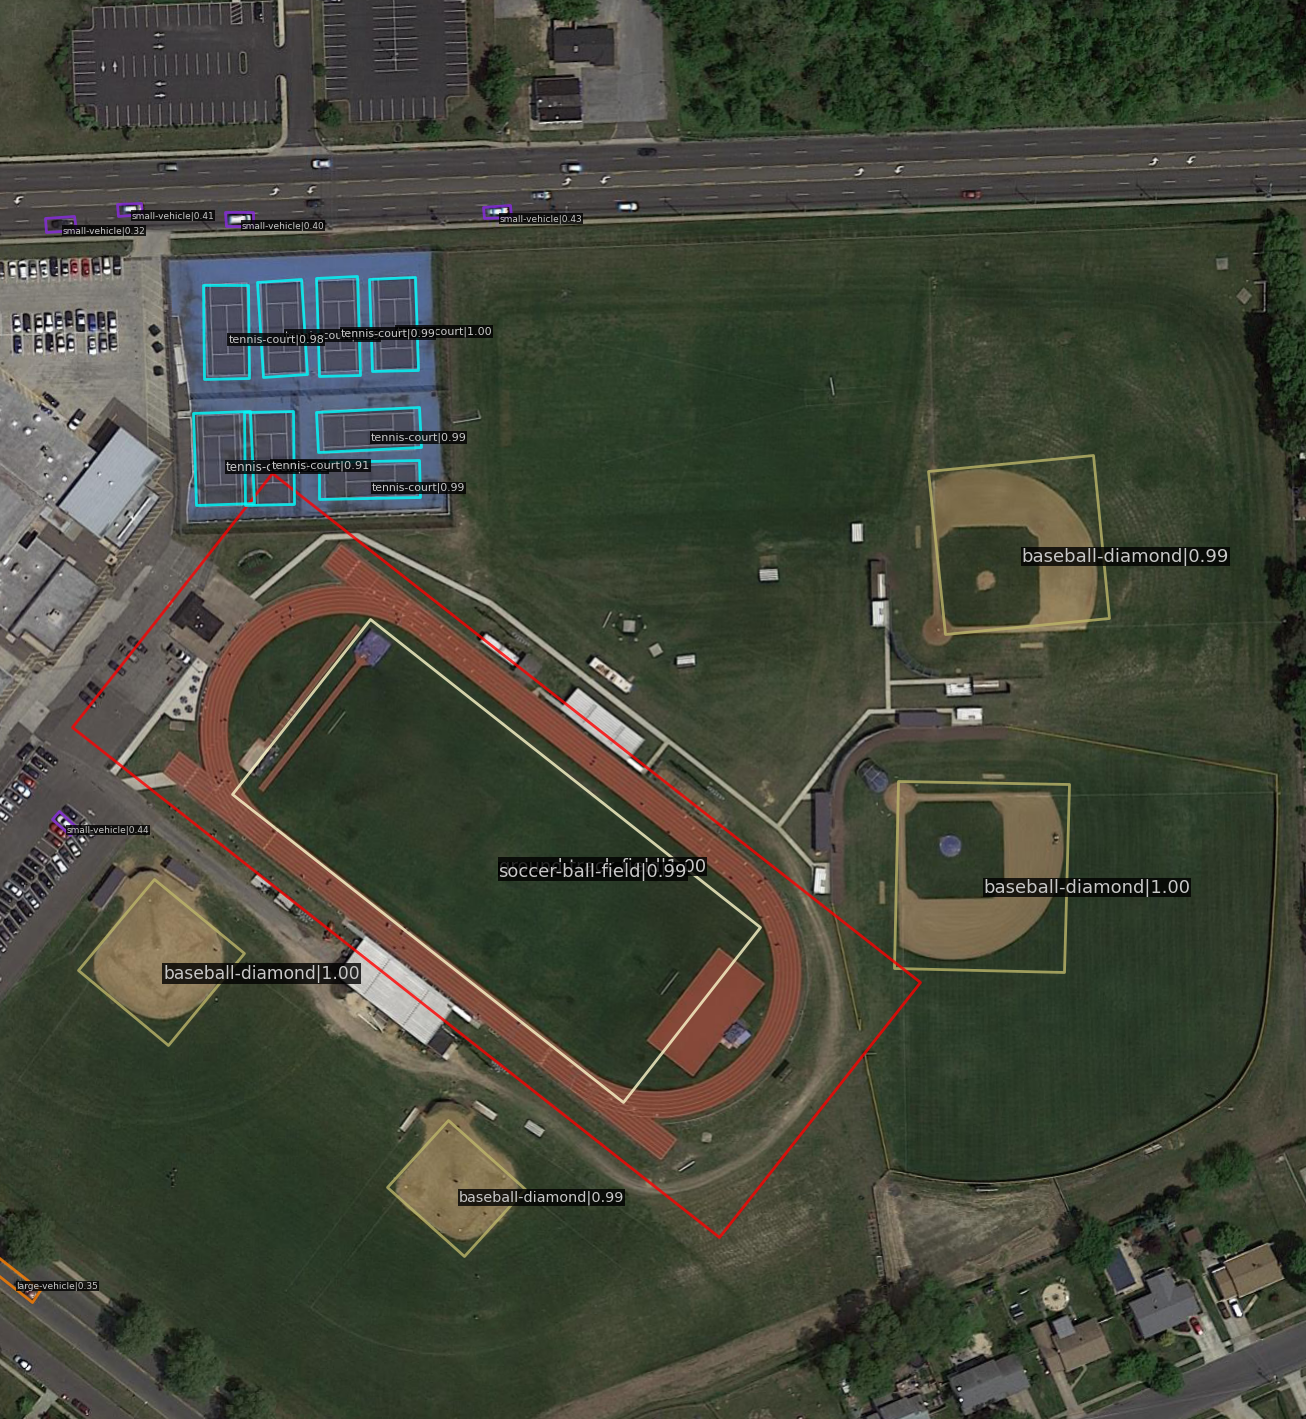 small-vehicle|0.41
small-vehicle|0.43
small-vehicle|0.40
small-vehicle|0.32
tennis-court|0.98
tennis-court|0.99
court|1.00
tennis-court|0.99
tennis-court|0.91
tennis-court|0.99
baseball-diamond|0.99
small-vehicle|0.44
soccer-ball-field|0.99
baseball-diamond|1.00
baseball-diamond|1.00
baseball-diamond|0.99
large-vehicle|0.35